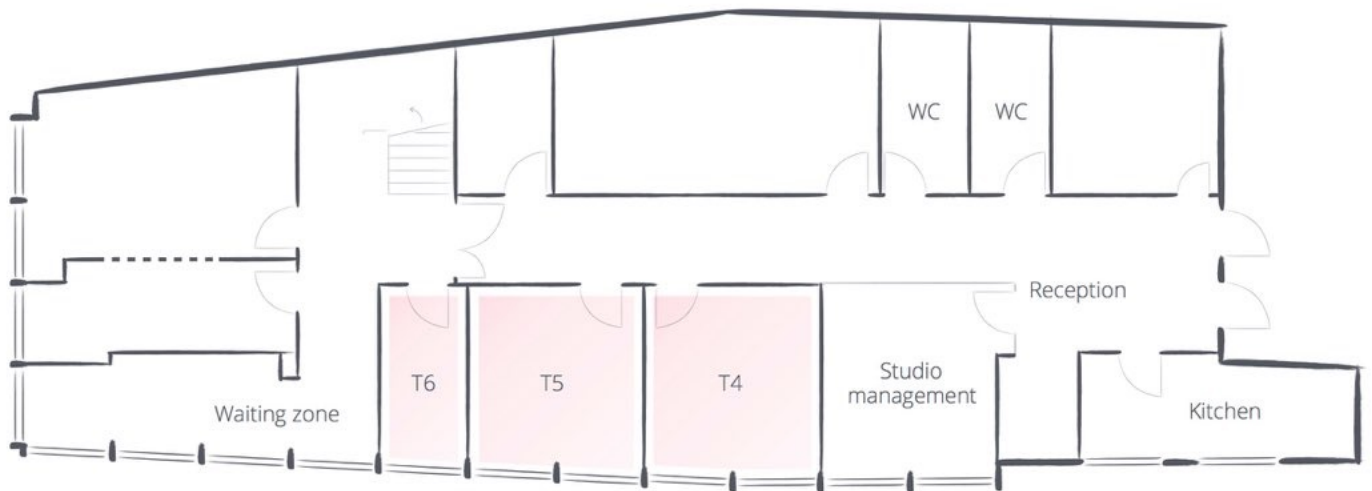 WC
WC
Reception
T6
T5
T4
Studio
management
Waiting zone
Kitchen